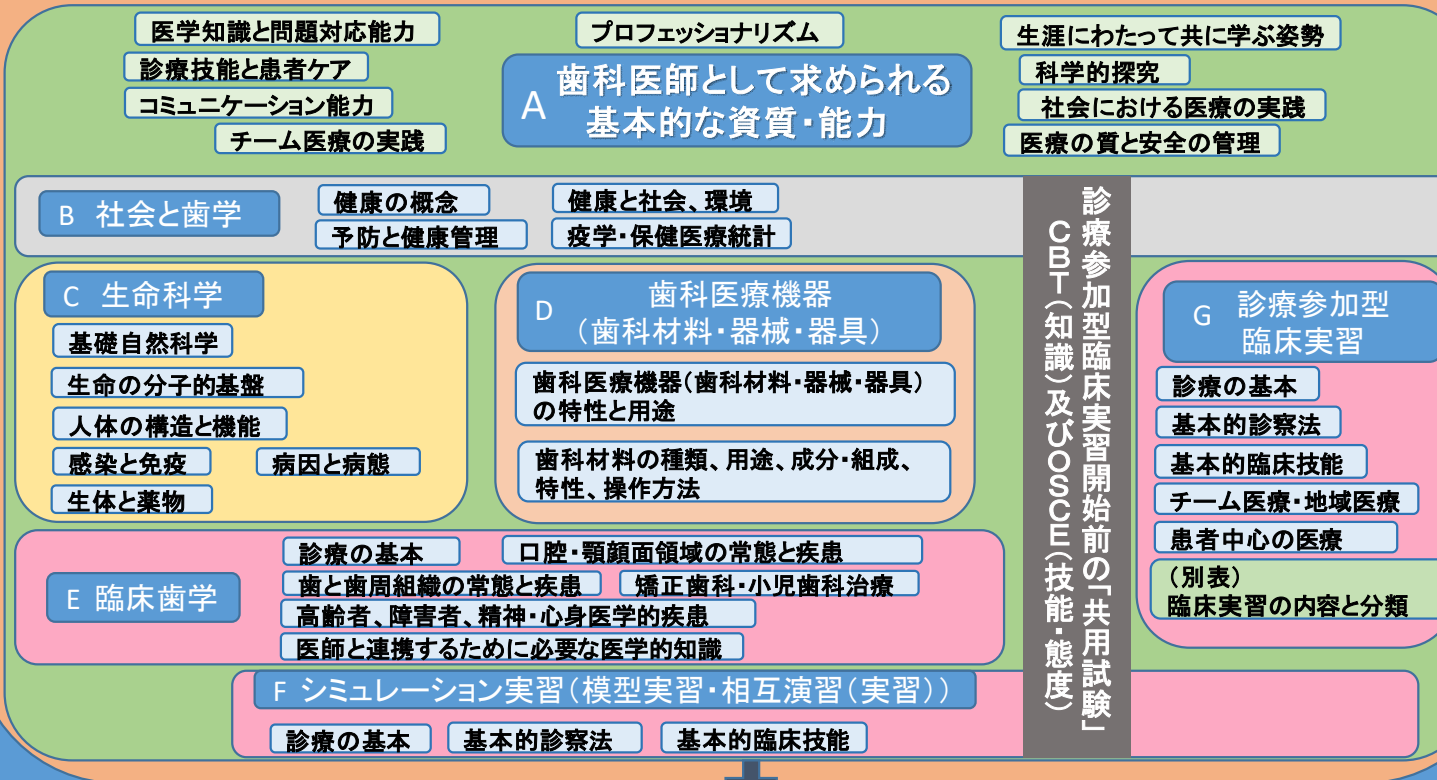 医学知識と問題対応能力
診療技能と患者ケア
コミュニケーション能力
チーム医療の実践
プロフェッショナリズム
A 歯科医師として求められる
基本的な資質・能力
生涯にわたって共に学ぶ姿勢
科学的探究
社会における医療の実践
医療の質と安全の管理
B 社会と歯学
健康の概念
健康と社会、環境
予防と健康管理
疫学・保健医療統計
C 生命科学
基礎自然科学
生命の分子的基盤
人体の構造と機能
感染と免疫
病因と病態
生体と薬物
D 歯科医療機器
（歯科材料・器械・器具）
歯科医療機器（歯科材料・器械・器具）
の特性と用途
歯科材料の種類、用途、成分・組成、
特性、操作方法
E 臨床歯学
診療の基本
口腔・顎顔面領域の常態と疾患
歯と歯周組織の常態と疾患
矯正歯科・小児歯科治療
高齢者、障害者、精神・心身医学的疾患
医師と連携するために必要な医学的知識
F シミュレーション実習（模型実習・相互演習（実習））
診療の基本
基本的診察法
基本的臨床技能
診療参加型臨床実習開始前の「共用試験」
ＣＢＴ（知識）及びＯＳＣＥ（技能・態度）
G 診療参加型
臨床実習
診療の基本
基本的診察法
基本的臨床技能
チーム医療・地域医療
患者中心の医療
（別表）
臨床実習の内容と分類